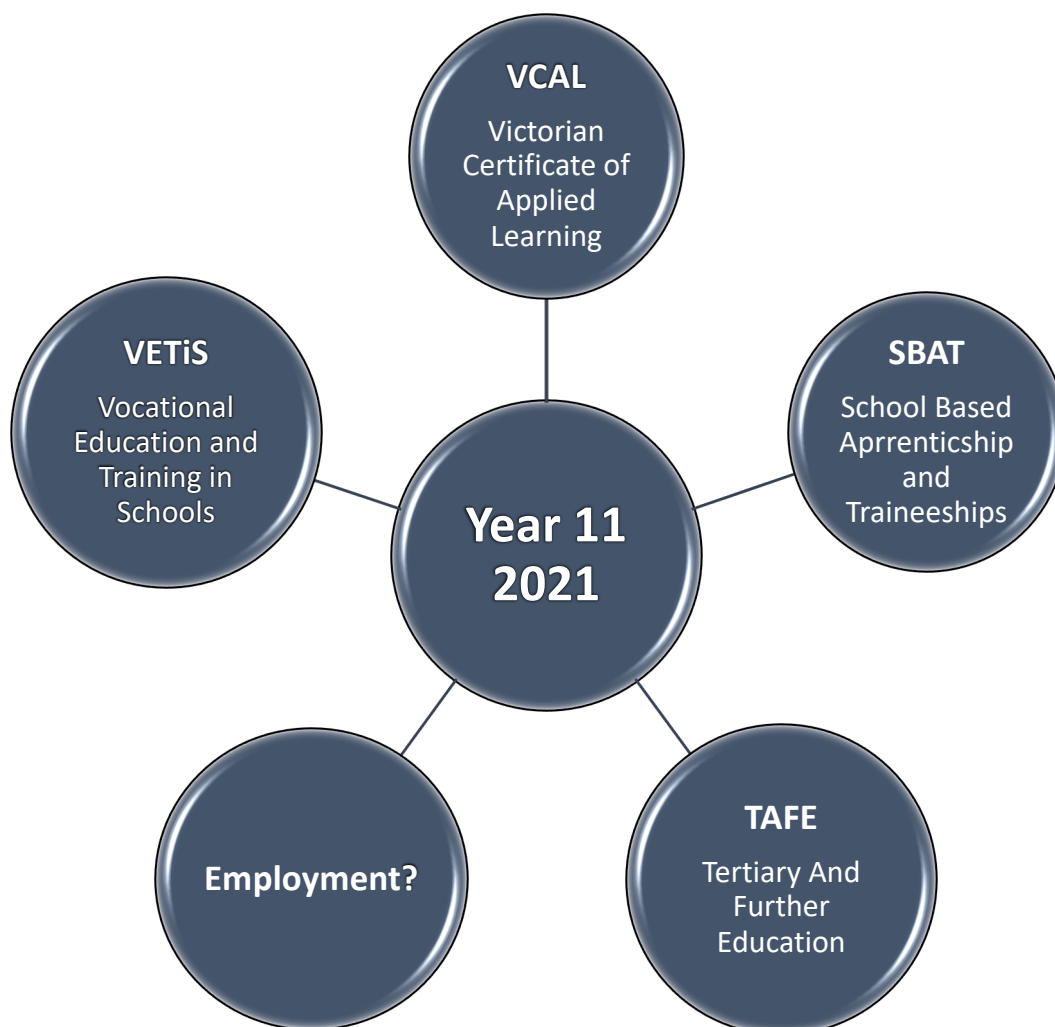 VCAL
Victorian
Certificate of
Applied
Learning
VETiS
Vocational
Education and
Training in
Schools
SBAT
School Based
Aprrenticship
and
Traineeships
Year 11
2021
Employment?
TAFE
Tertiary And
Further
Education